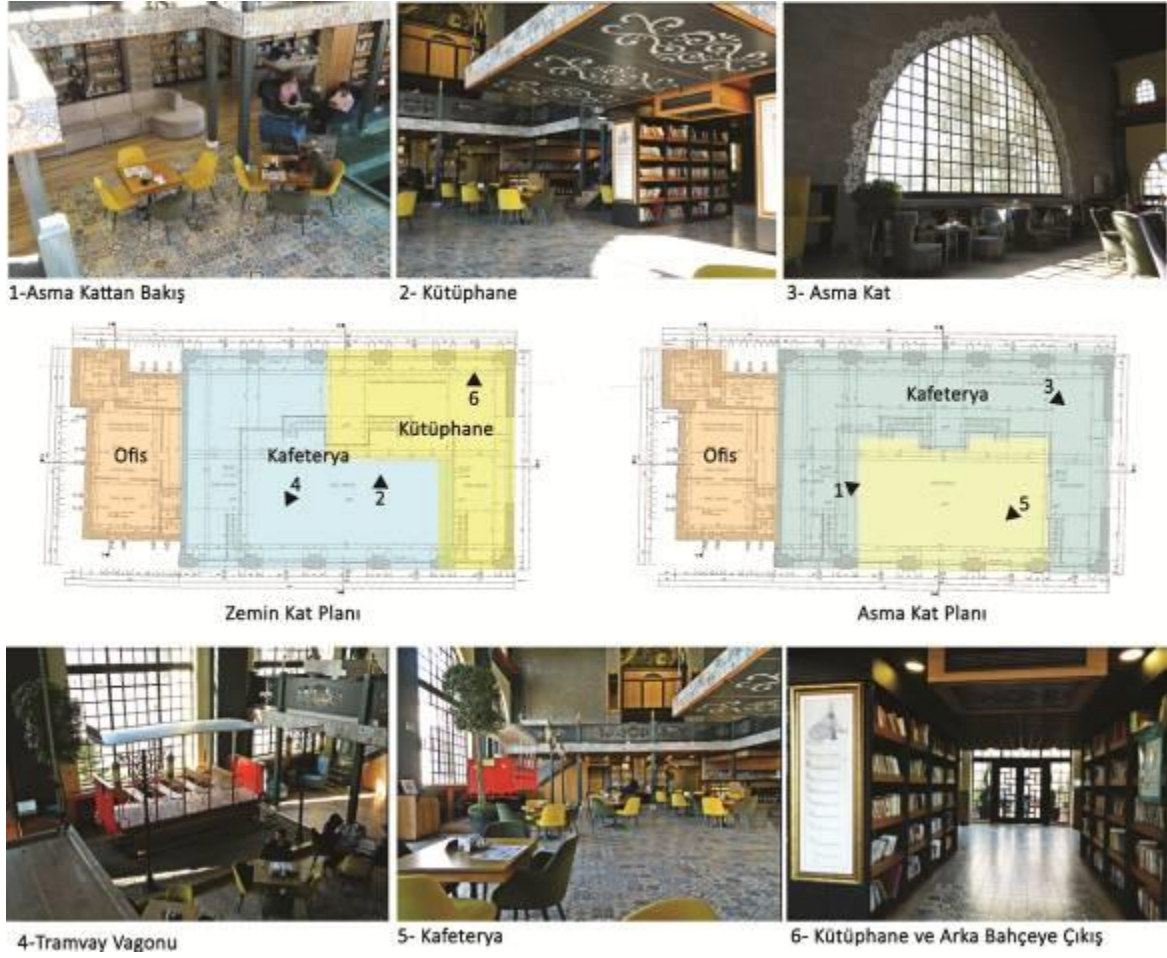 1-Asma Kattan Bakış
2- Kütüphane
3- Asma Kat
Ofis
Kafeterya
Kütüphane
6
4
2
Zemin Kat Planı
Ofis
Kafeterya
3
1
5
Asma Kat Planı
4-Tramvay Vagonu
5- Kafeterya
6- Kütüphane ve Arka Bahçeye Çıkış